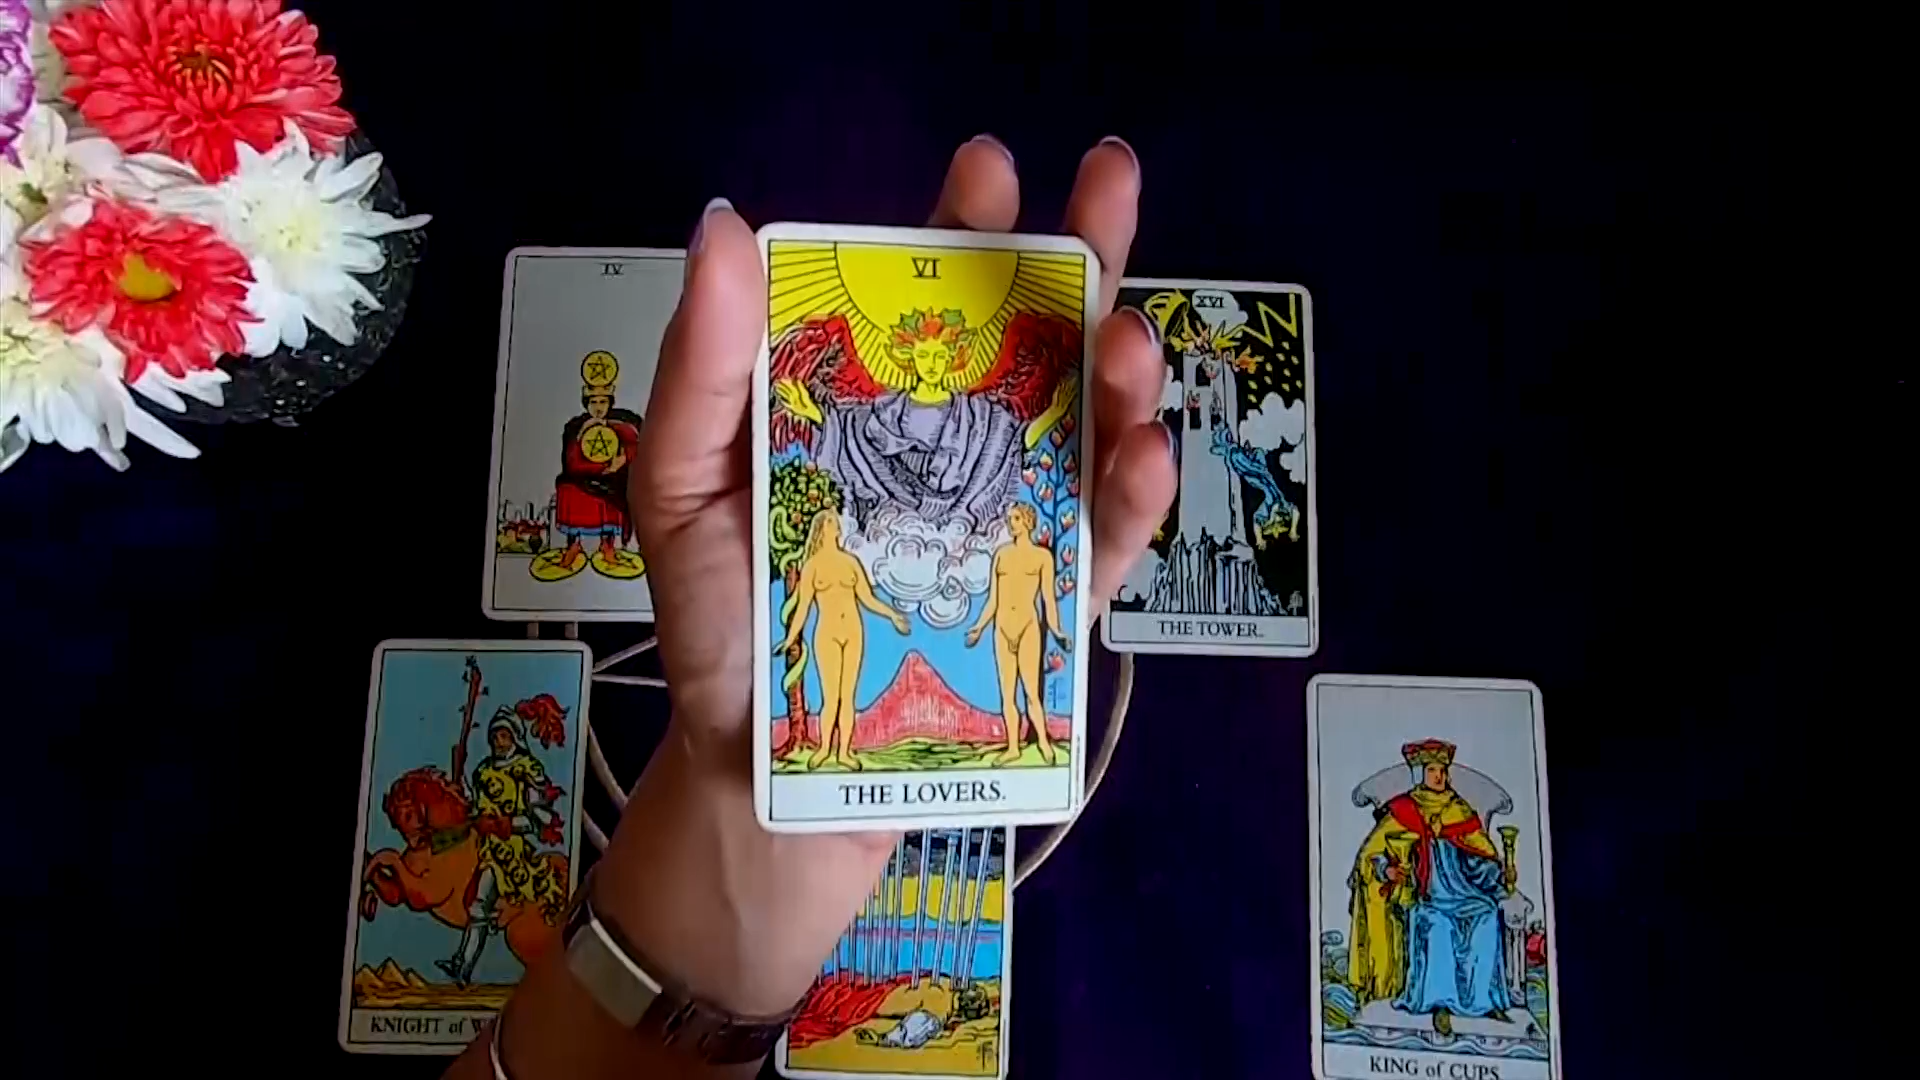 VI
THE LOVERS.
IV
XVI
THE TOWER.
KNIGHT of
KING of CUPS.